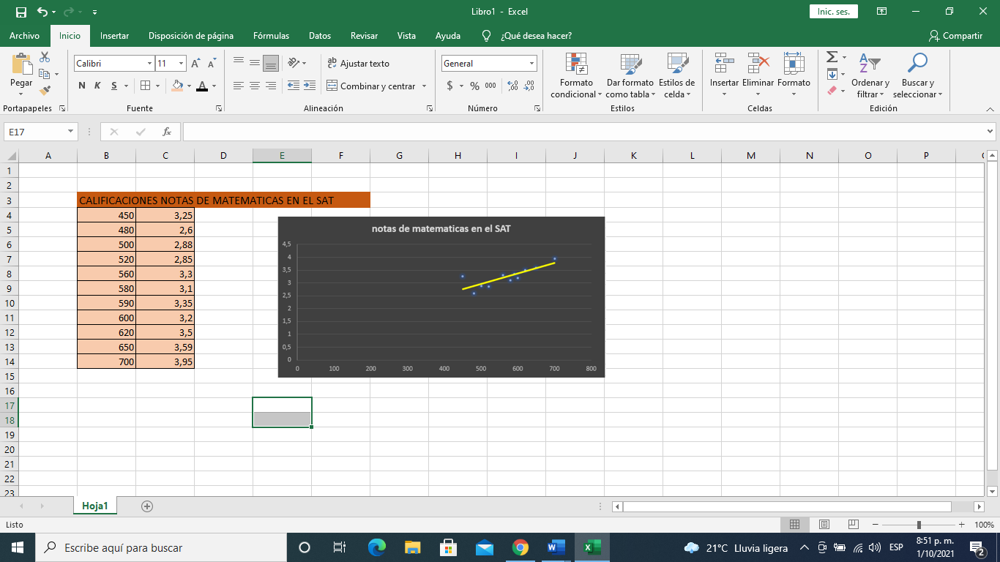 Libro1 - Excel
Inic. ses.
Archivo Inicio Insertar Disposición de página Fórmulas Datos Revisar Vista Ayuda ¿Qué desea hacer? Compartir
Pegar
Calibri 11
N K S
Ajustar texto
Combinar y centrar
General
$ % 000
Formato condicional
Dar formato como tabla
Estilos de celda
Insertar Eliminar Formato
Ordenar y filtrar
Buscar y seleccionar
Portapapeles Fuente Alineación Número Estilos Celdas Edición
E17 fx
A B C D E F G H I J K L M N O P
1
2
3 CALIFICACIONES NOTAS DE MATEMATICAS EN EL SAT
4 450 3,25
5 480 2,6
6 500 2,88
7 520 2,85
8 560 3,3
9 580 3,1
10 590 3,35
11 600 3,2
12 620 3,5
13 650 3,59
14 700 3,95
15
16
17
18
19
20
21
22
23
notas de matematicas en el SAT
4,5
4
3,5
3
2,5
2
1,5
1
0,5
0
0 100 200 300 400 500 600 700 800
Hoja1
Listo 100%
Escribe aquí para buscar
21°C Lluvia ligera
ESP
8:51 p. m.
1/10/2021
2